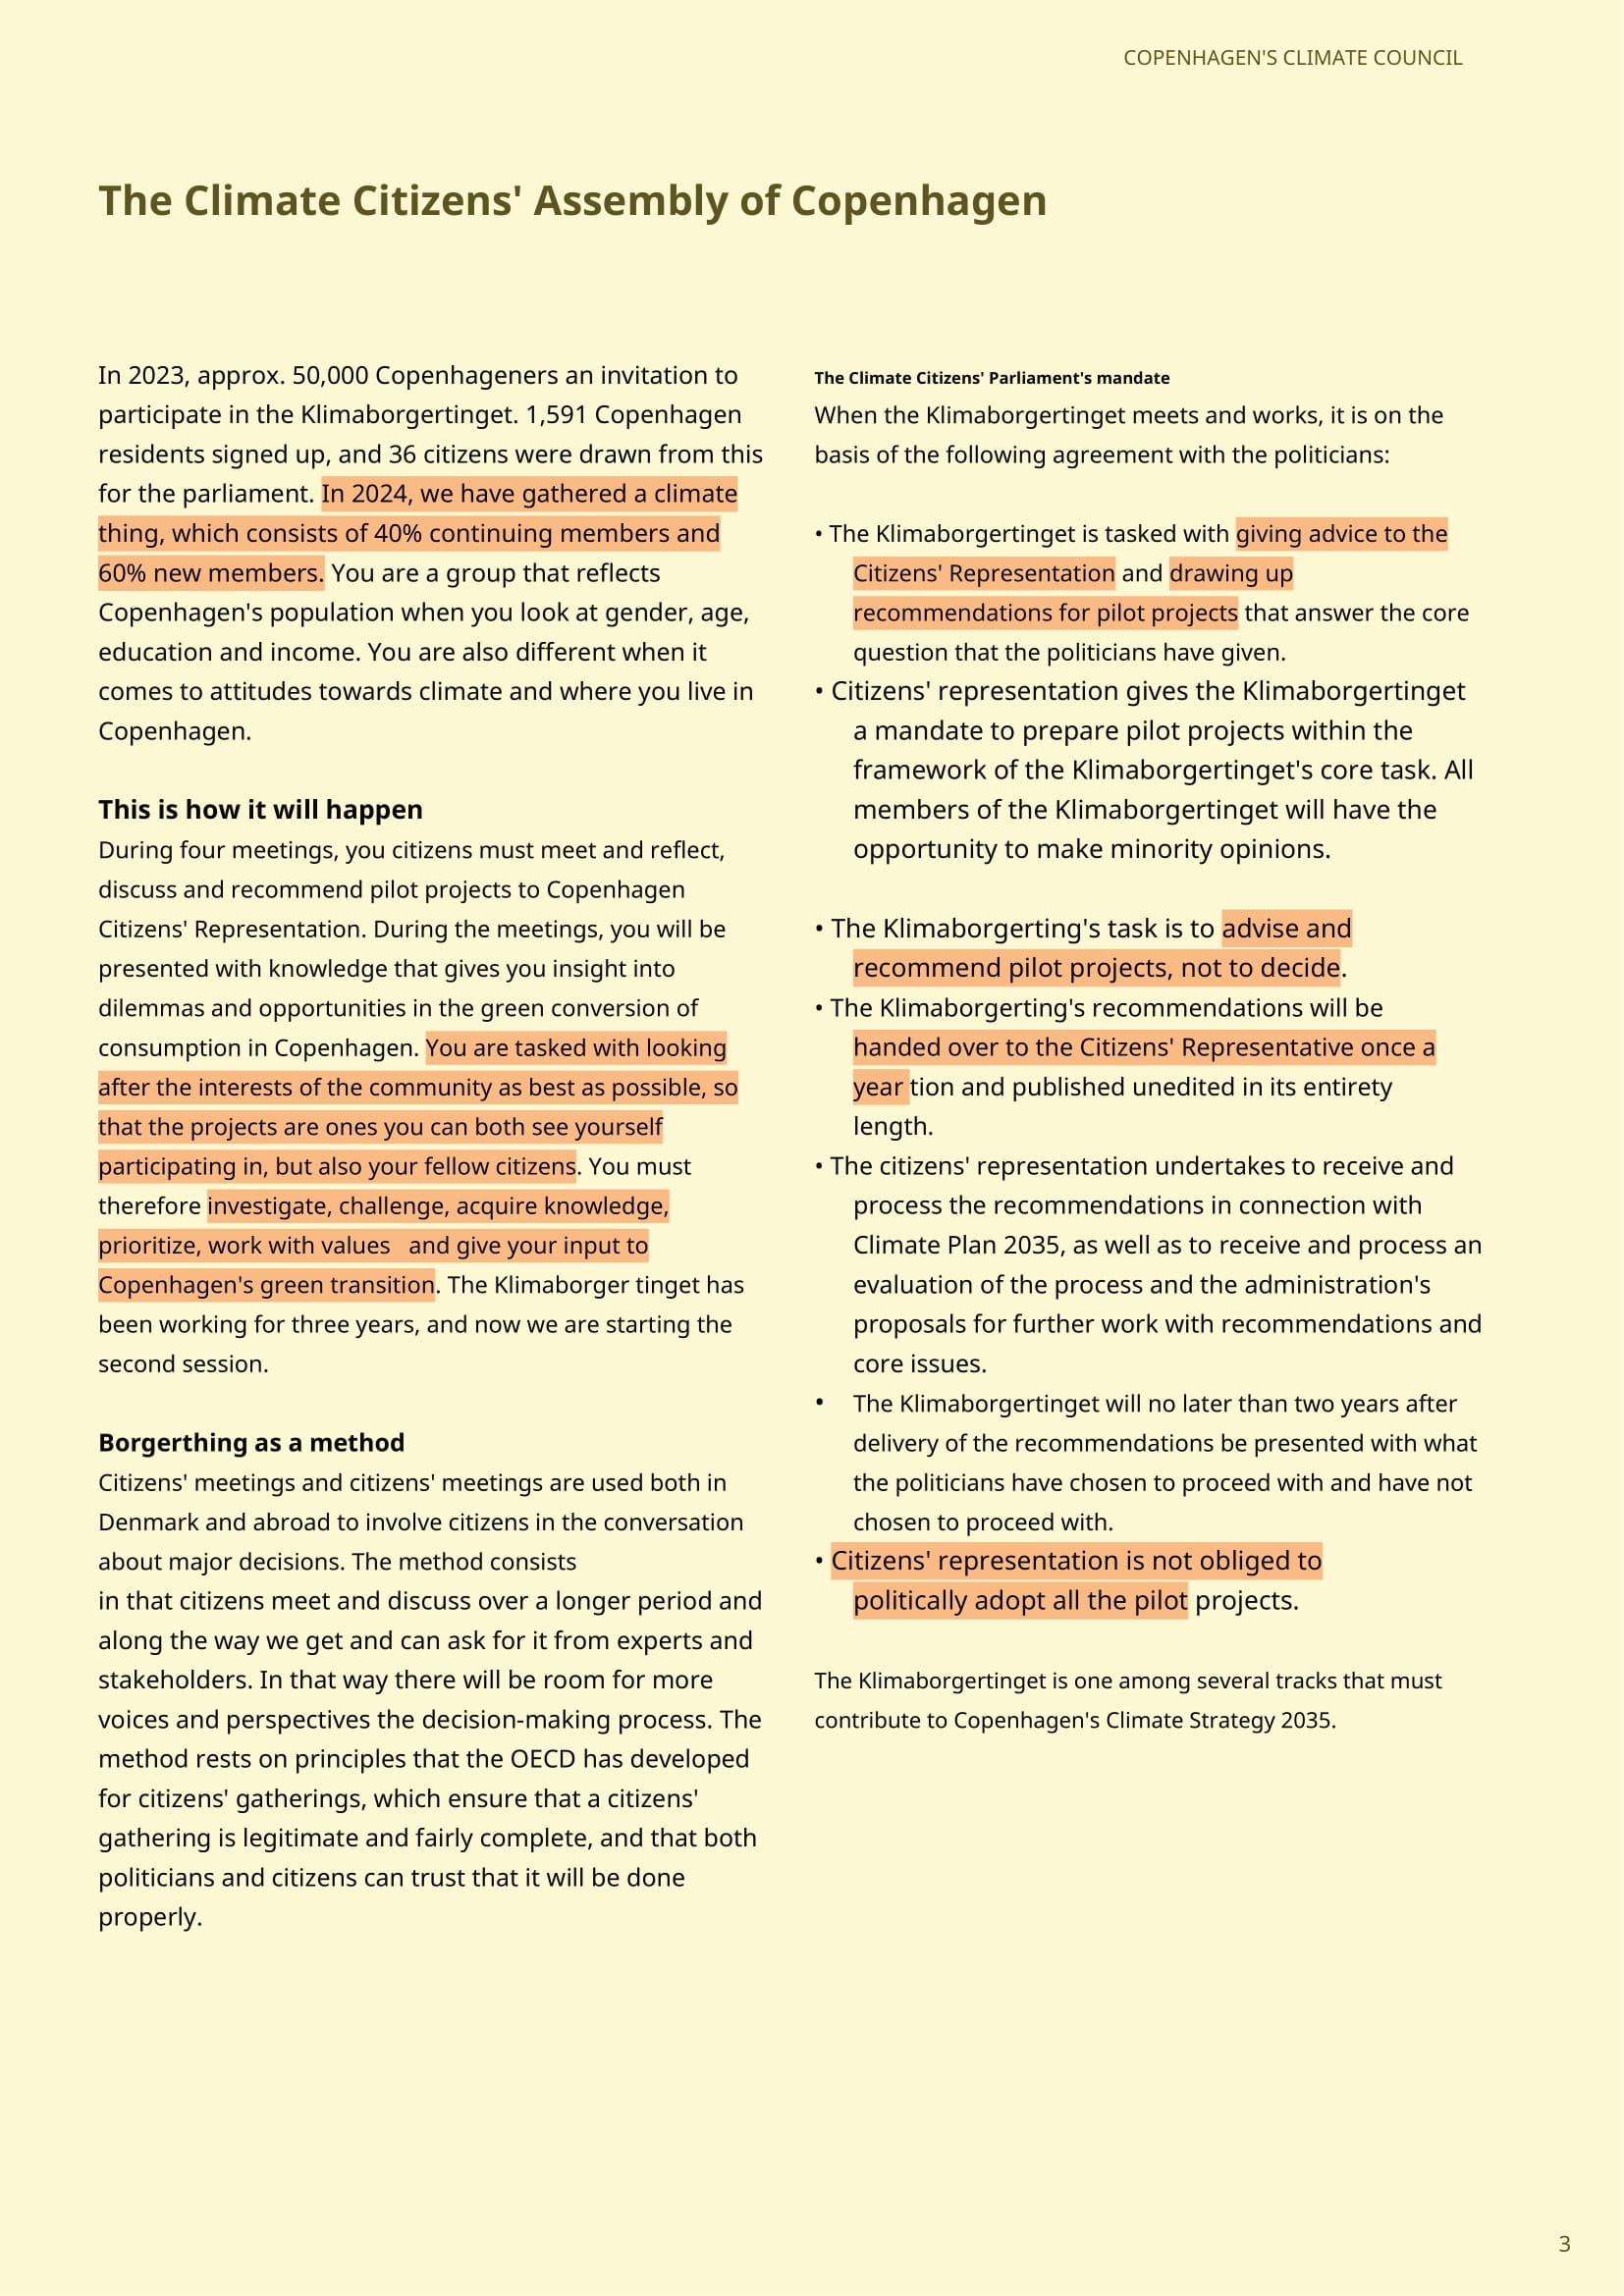 COPENHAGEN'S CLIMATE COUNCIL
The Climate Citizens' Assembly of Copenhagen
In 2023, approx. 50,000 Copenhageners an invitation to
participate in the Klimaborgertinget. 1,591 Copenhagen
residents signed up, and 36 citizens were drawn from this
for the parliament. In 2024, we have gathered a climate
thing, which consists of 40% continuing members and
60% new members. You are a group that reflects
Copenhagen's population when you look at gender, age,
education and income. You are also different when it
comes to attitudes towards climate and where you live in
Copenhagen.
This is how it will happen
During four meetings, you citizens must meet and reflect,
discuss and recommend pilot projects to Copenhagen
Citizens' Representation. During the meetings, you will be
presented with knowledge that gives you insight into
dilemmas and opportunities in the green conversion of
consumption in Copenhagen. You are tasked with looking
after the interests of the community as best as possible, so
that the projects are ones you can both see yourself
participating in, but also your fellow citizens. You must
therefore investigate, challenge, acquire knowledge,
prioritize, work with values and give your input to
Copenhagen's green transition. The Klimaborger tinget has
been working for three years, and now we are starting the
second session.
Borgerthing as a method
Citizens' meetings and citizens' meetings are used both in
Denmark and abroad to involve citizens in the conversation
about major decisions. The method consists
in that citizens meet and discuss over a longer period and
along the way we get and can ask for it from experts and
stakeholders. In that way there will be room for more
voices and perspectives the decision-making process. The
method rests on principles that the OECD has developed
for citizens' gatherings, which ensure that a citizens'
gathering is legitimate and fairly complete, and that both
politicians and citizens can trust that it will be done
properly.
The Climate Citizens' Parliament's mandate
When the Klimaborgertinget meets and works, it is on the
basis of the following agreement with the politicians:
• The Klimaborgertinget is tasked with giving advice to the
Citizens' Representation and drawing up
recommendations for pilot projects that answer the core
question that the politicians have given.
• Citizens' representation gives the Klimaborgertinget
a mandate to prepare pilot projects within the
framework of the Klimaborgertinget's core task. All
members of the Klimaborgertinget will have the
opportunity to make minority opinions.
• The Klimaborgerting's task is to advise and
recommend pilot projects, not to decide.
• The Klimaborgerting's recommendations will be
handed over to the Citizens' Representative once a
year tion and published unedited in its entirety
length.
• The citizens' representation undertakes to receive and
process the recommendations in connection with
Climate Plan 2035, as well as to receive and process an
evaluation of the process and the administration's
proposals for further work with recommendations and
core issues.
• The Klimaborgertinget will no later than two years after
delivery of the recommendations be presented with what
the politicians have chosen to proceed with and have not
chosen to proceed with.
• Citizens' representation is not obliged to
politically adopt all the pilot projects.
The Klimaborgertinget is one among several tracks that must
contribute to Copenhagen's Climate Strategy 2035.
3